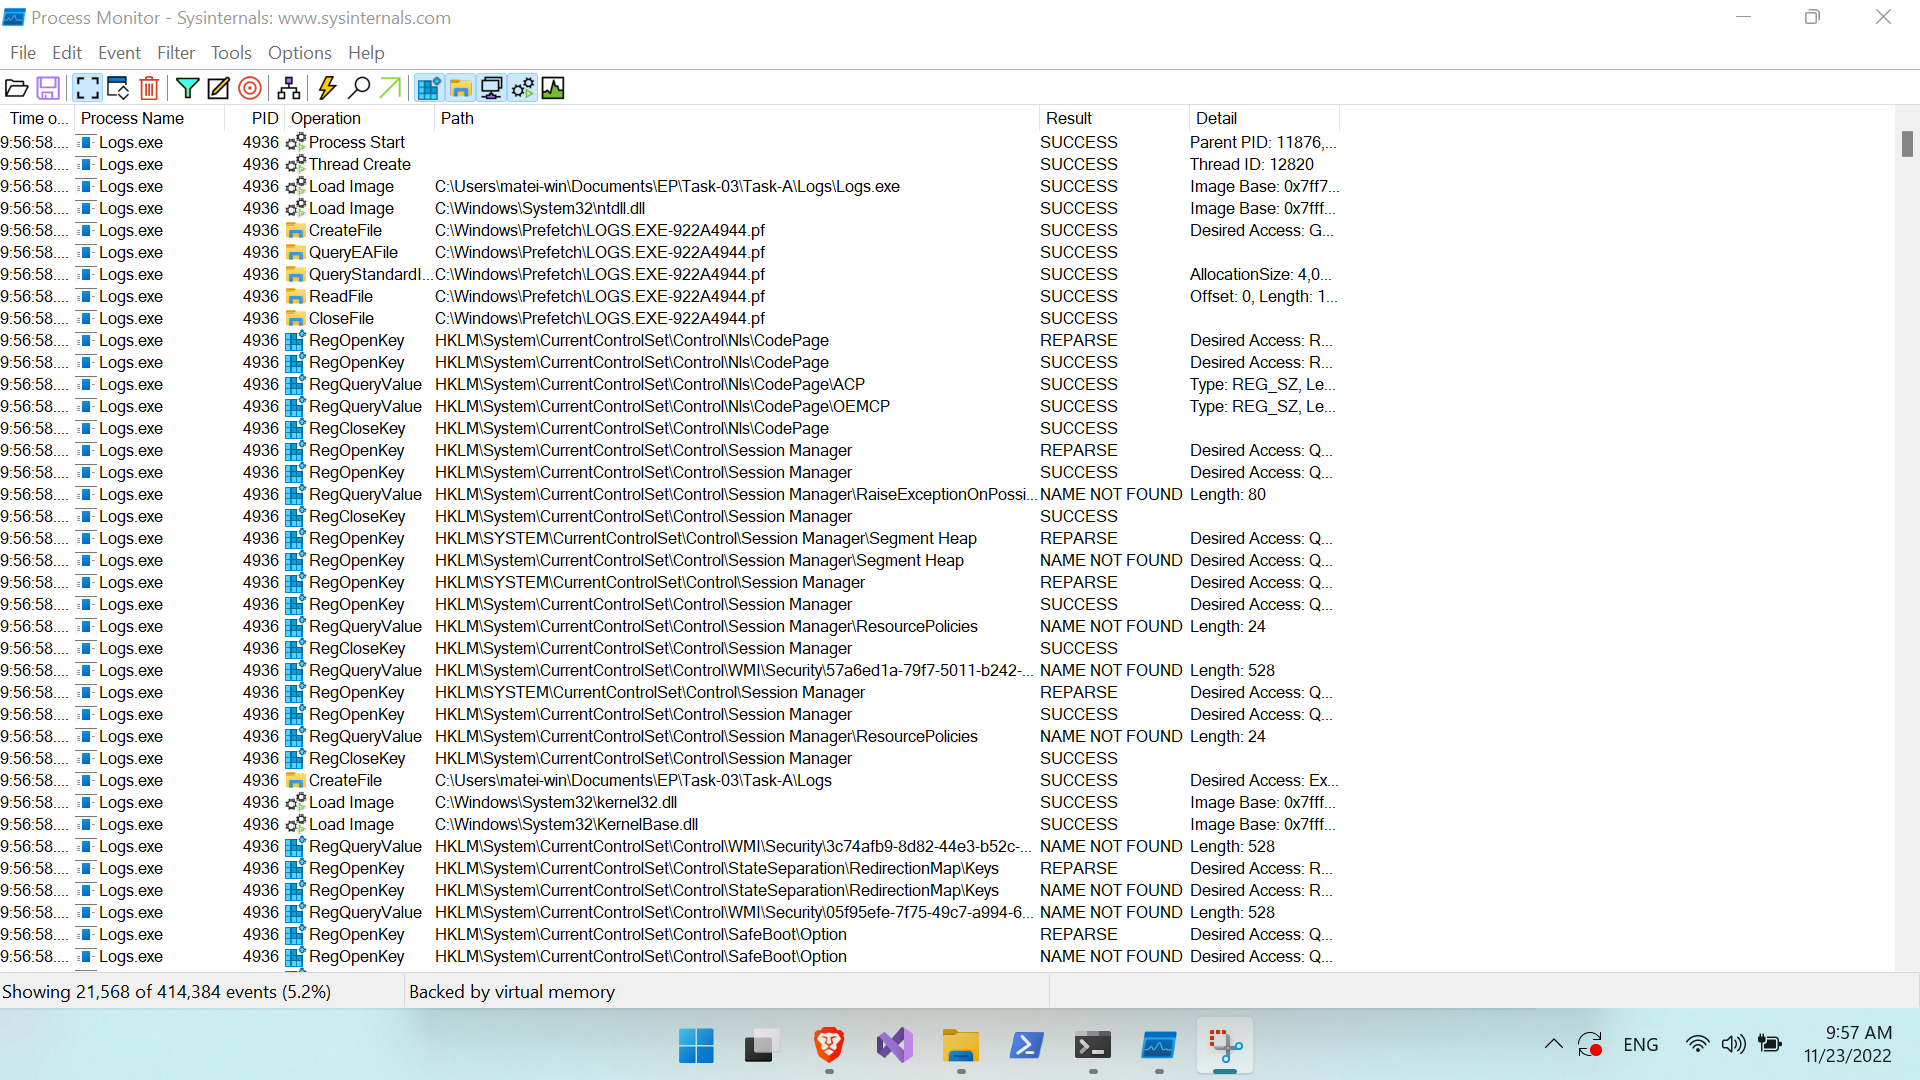 Process Monitor - Sysinternals: www.sysinternals.com
File Edit Event Filter Tools Options Help
Time o... Process Name PID Operation Path Result Detail
9:56:58.... Logs.exe 4936 Process Start SUCCESS Parent PID: 11876,...
9:56:58.... Logs.exe 4936 Thread Create SUCCESS Thread ID: 12820
9:56:58.... Logs.exe 4936 Load Image C:\Users\matei-win\Documents\EP\Task-03\Task-A\Logs\Logs.exe SUCCESS Image Base: 0x7ff7...
9:56:58.... Logs.exe 4936 Load Image C:\Windows\System32\ntdll.dll SUCCESS Image Base: 0x7fff...
9:56:58.... Logs.exe 4936 CreateFile C:\Windows\Prefetch\LOGS.EXE-922A4944.pf SUCCESS Desired Access: G...
9:56:58.... Logs.exe 4936 QueryEAFile C:\Windows\Prefetch\LOGS.EXE-922A4944.pf SUCCESS
9:56:58.... Logs.exe 4936 QueryStandardI... C:\Windows\Prefetch\LOGS.EXE-922A4944.pf SUCCESS AllocationSize: 4,0...
9:56:58.... Logs.exe 4936 ReadFile C:\Windows\Prefetch\LOGS.EXE-922A4944.pf SUCCESS Offset: 0, Length: 1...
9:56:58.... Logs.exe 4936 CloseFile C:\Windows\Prefetch\LOGS.EXE-922A4944.pf SUCCESS
9:56:58.... Logs.exe 4936 RegOpenKey HKLM\System\CurrentControlSet\Control\Nls\CodePage REPARSE Desired Access: R...
9:56:58.... Logs.exe 4936 RegOpenKey HKLM\System\CurrentControlSet\Control\Nls\CodePage SUCCESS Desired Access: R...
9:56:58.... Logs.exe 4936 RegQueryValue HKLM\System\CurrentControlSet\Control\Nls\CodePage\ACP SUCCESS Type: REG_SZ, Le...
9:56:58.... Logs.exe 4936 RegQueryValue HKLM\System\CurrentControlSet\Control\Nls\CodePage\OEMCP SUCCESS Type: REG_SZ, Le...
9:56:58.... Logs.exe 4936 RegCloseKey HKLM\System\CurrentControlSet\Control\Nls\CodePage SUCCESS
9:56:58.... Logs.exe 4936 RegOpenKey HKLM\System\CurrentControlSet\Control\Session Manager REPARSE Desired Access: Q...
9:56:58.... Logs.exe 4936 RegOpenKey HKLM\System\CurrentControlSet\Control\Session Manager SUCCESS Desired Access: Q...
9:56:58.... Logs.exe 4936 RegQueryValue HKLM\System\CurrentControlSet\Control\Session Manager\RaiseExceptionOnPossi... NAME NOT FOUND Length: 80
9:56:58.... Logs.exe 4936 RegCloseKey HKLM\System\CurrentControlSet\Control\Session Manager SUCCESS
9:56:58.... Logs.exe 4936 RegOpenKey HKLM\SYSTEM\CurrentControlSet\Control\Session Manager\Segment Heap REPARSE Desired Access: Q...
9:56:58.... Logs.exe 4936 RegOpenKey HKLM\System\CurrentControlSet\Control\Session Manager\Segment Heap NAME NOT FOUND Desired Access: Q...
9:56:58.... Logs.exe 4936 RegOpenKey HKLM\SYSTEM\CurrentControlSet\Control\Session Manager REPARSE Desired Access: Q...
9:56:58.... Logs.exe 4936 RegOpenKey HKLM\System\CurrentControlSet\Control\Session Manager SUCCESS Desired Access: Q...
9:56:58.... Logs.exe 4936 RegQueryValue HKLM\System\CurrentControlSet\Control\Session Manager\ResourcePolicies NAME NOT FOUND Length: 24
9:56:58.... Logs.exe 4936 RegCloseKey HKLM\System\CurrentControlSet\Control\Session Manager SUCCESS
9:56:58.... Logs.exe 4936 RegQueryValue HKLM\System\CurrentControlSet\Control\WMI\Security\57a6ed1a-79f7-5011-b242-... NAME NOT FOUND Length: 528
9:56:58.... Logs.exe 4936 RegOpenKey HKLM\SYSTEM\CurrentControlSet\Control\Session Manager REPARSE Desired Access: Q...
9:56:58.... Logs.exe 4936 RegOpenKey HKLM\System\CurrentControlSet\Control\Session Manager SUCCESS Desired Access: Q...
9:56:58.... Logs.exe 4936 RegQueryValue HKLM\System\CurrentControlSet\Control\Session Manager\ResourcePolicies NAME NOT FOUND Length: 24
9:56:58.... Logs.exe 4936 RegCloseKey HKLM\System\CurrentControlSet\Control\Session Manager SUCCESS
9:56:58.... Logs.exe 4936 CreateFile C:\Users\matei-win\Documents\EP\Task-03\Task-A\Logs SUCCESS Desired Access: Ex...
9:56:58.... Logs.exe 4936 Load Image C:\Windows\System32\kernel32.dll SUCCESS Image Base: 0x7fff...
9:56:58.... Logs.exe 4936 Load Image C:\Windows\System32\KernelBase.dll SUCCESS Image Base: 0x7fff...
9:56:58.... Logs.exe 4936 RegQueryValue HKLM\System\CurrentControlSet\Control\WMI\Security\3c74afb9-8d82-44e3-b52c-... NAME NOT FOUND Length: 528
9:56:58.... Logs.exe 4936 RegOpenKey HKLM\System\CurrentControlSet\Control\StateSeparation\RedirectionMap\Keys REPARSE Desired Access: R...
9:56:58.... Logs.exe 4936 RegOpenKey HKLM\System\CurrentControlSet\Control\StateSeparation\RedirectionMap\Keys NAME NOT FOUND Desired Access: R...
9:56:58.... Logs.exe 4936 RegQueryValue HKLM\System\CurrentControlSet\Control\WMI\Security\05f95efe-7f75-49c7-a994-6... NAME NOT FOUND Length: 528
9:56:58.... Logs.exe 4936 RegOpenKey HKLM\System\CurrentControlSet\Control\SafeBoot\Option REPARSE Desired Access: Q...
9:56:58.... Logs.exe 4936 RegOpenKey HKLM\System\CurrentControlSet\Control\SafeBoot\Option NAME NOT FOUND Desired Access: Q...
Showing 21,568 of 414,384 events (5.2%) Backed by virtual memory
ENG 9:57 AM
11/23/2022